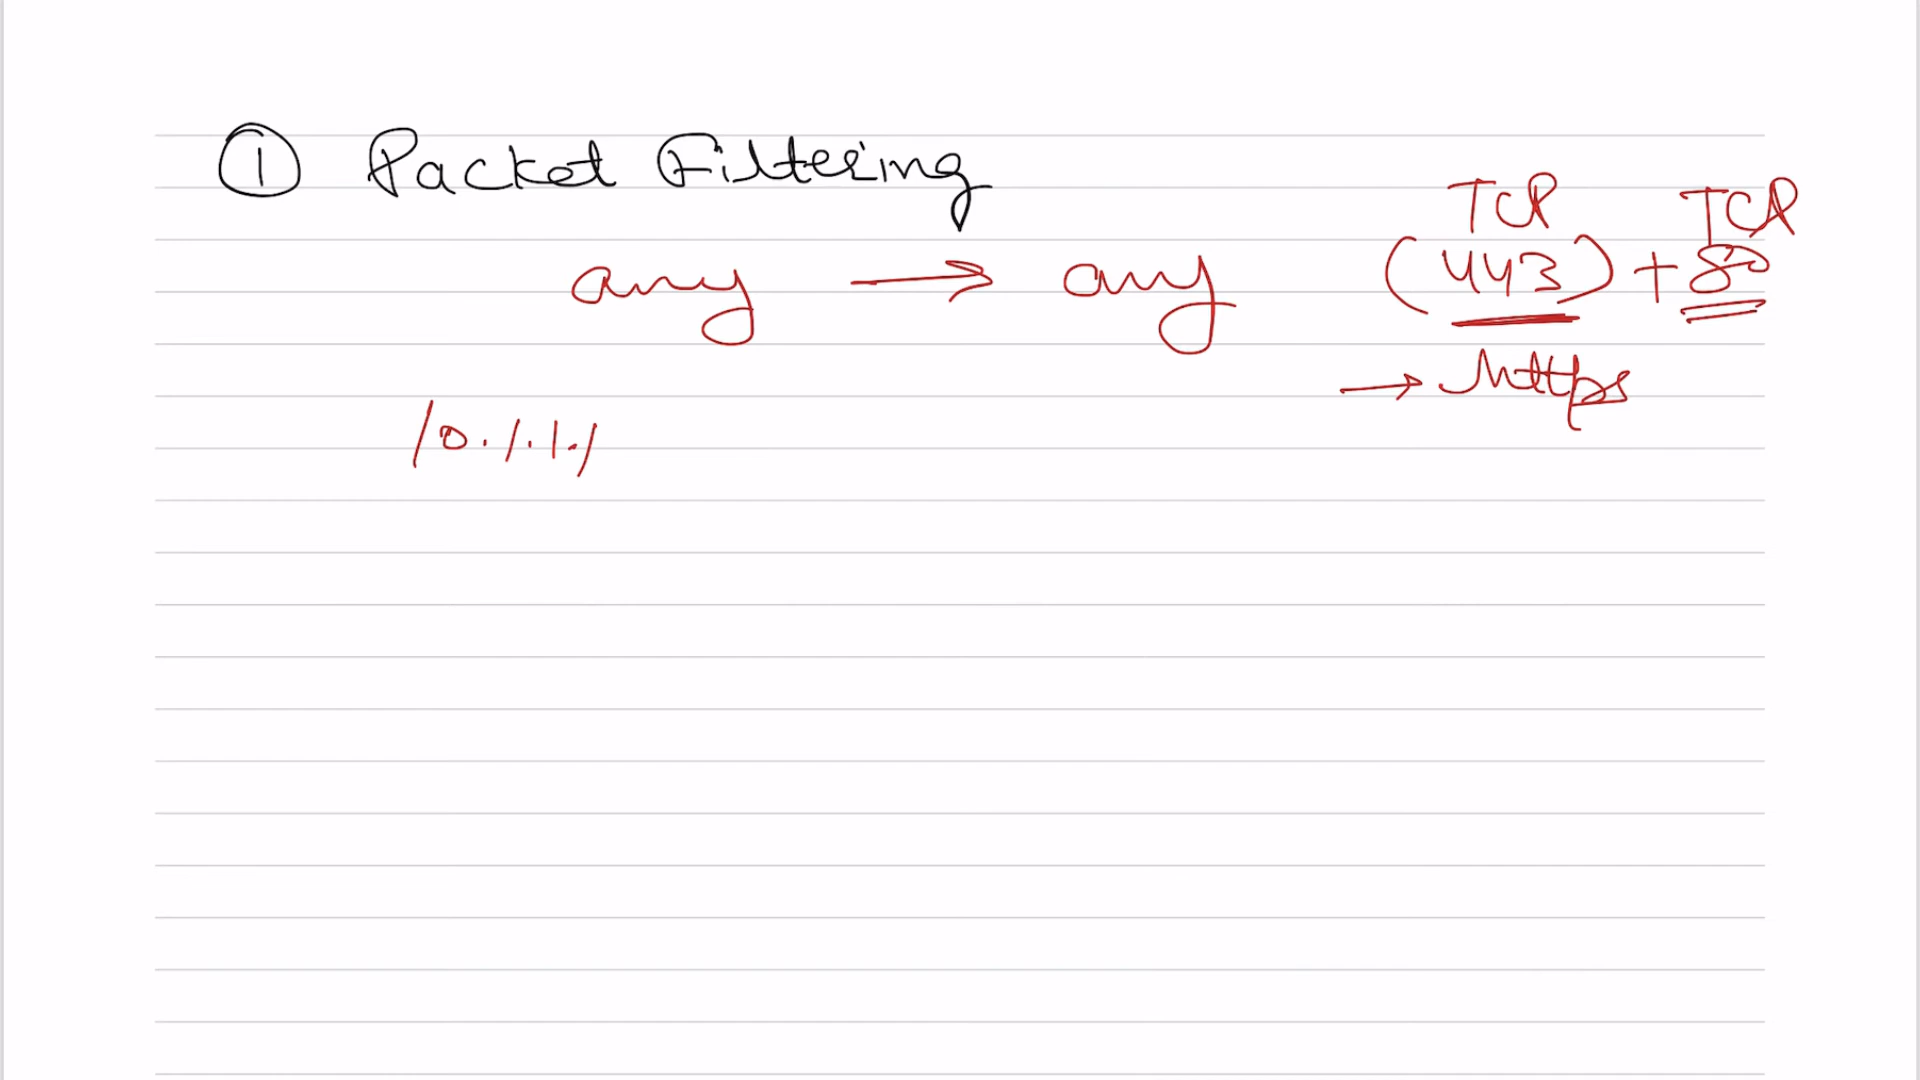 ① Packet Filtering
TCP TCP
any → any (443) + 80
→ Https
10.1.1.1